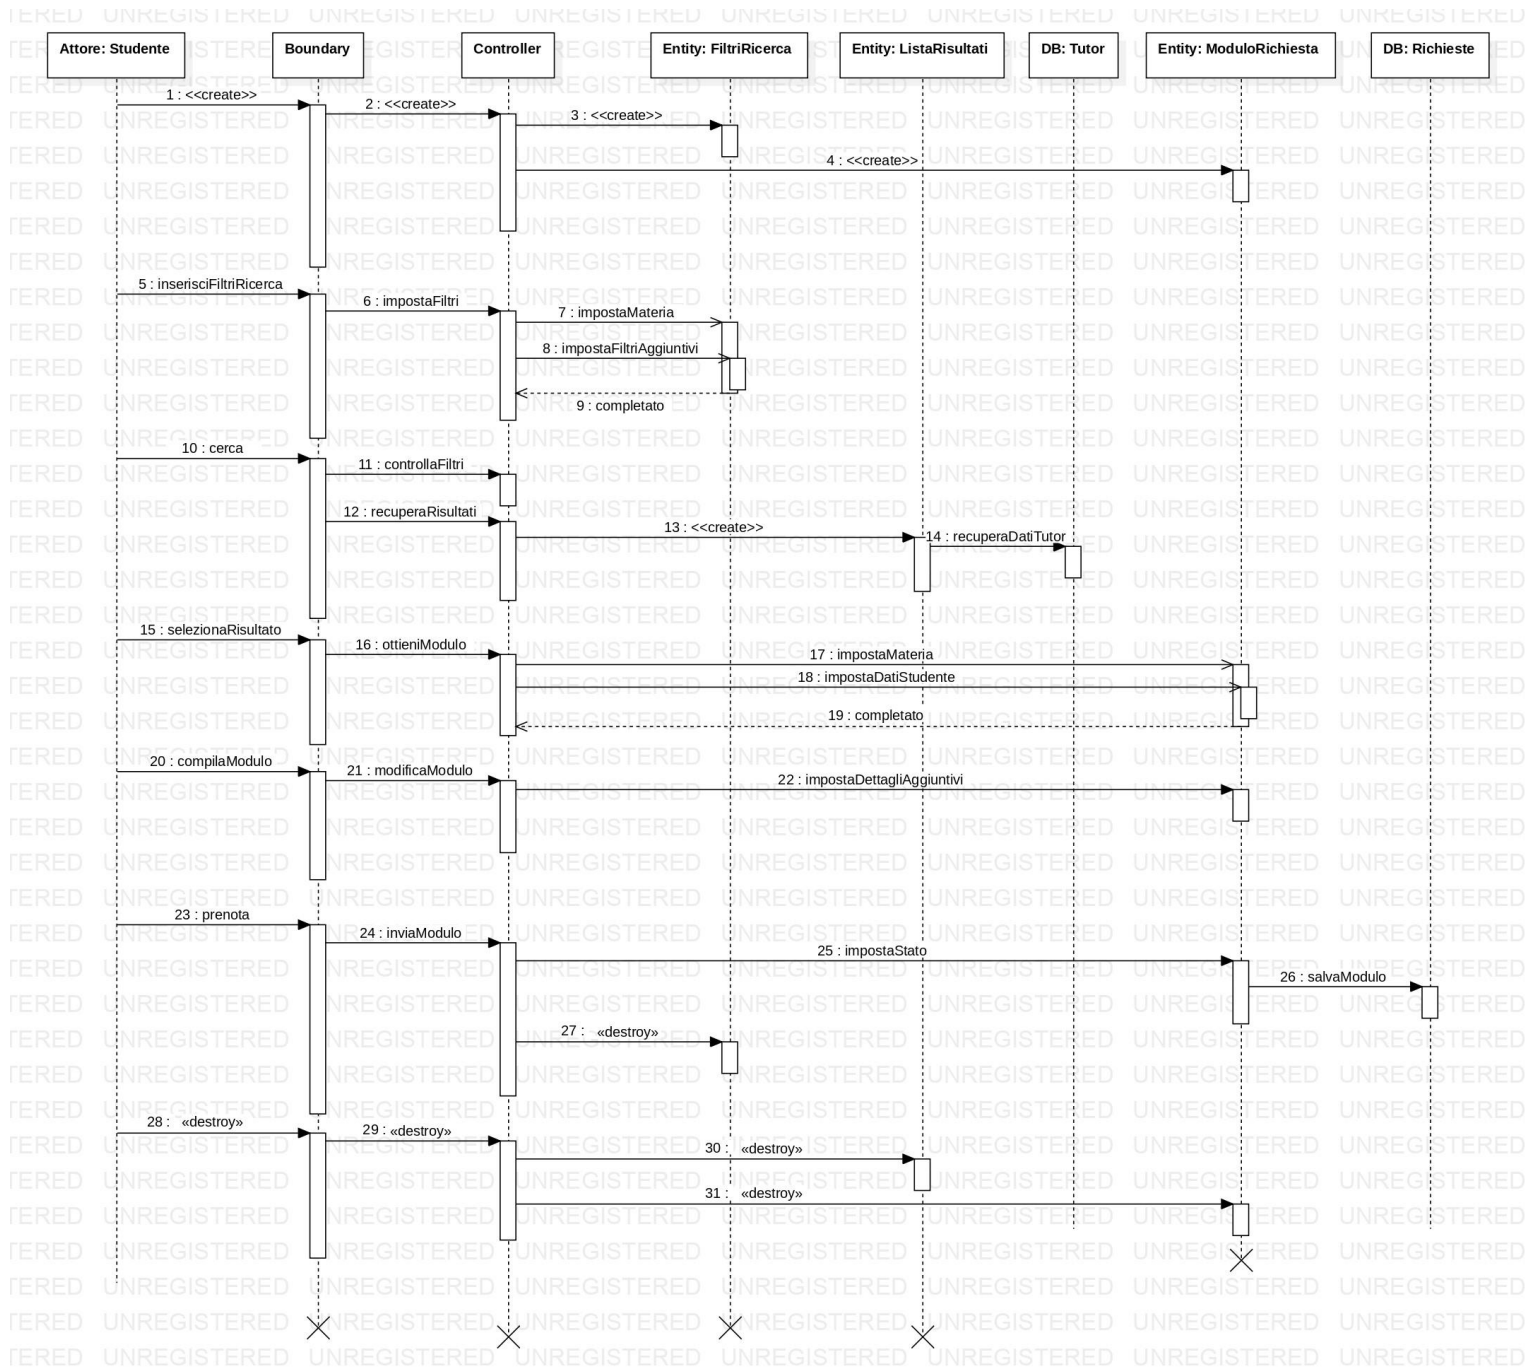 Attore: Studente
Boundary
Controller
Entity: FiltriRicerca
Entity: ListaRisultati
DB: Tutor
Entity: ModuloRichiesta
DB: Richieste
1 : <<create>>
2 : <<create>>
3 : <<create>>
4 : <<create>>
5 : inserisciFiltriRicerca
6 : impostaFiltri
7 : impostaMateria
8 : impostaFiltriAggiuntivi
9 : completato
10 : cerca
11 : controllaFiltri
12 : recuperaRisultati
13 : <<create>>
14 : recuperaDatiTutor
15 : selezionaRisultato
16 : ottieniModulo
17 : impostaMateria
18 : impostaDatiStudente
19 : completato
20 : compilaModulo
21 : modificaModulo
22 : impostaDettagliAggiuntivi
23 : prenota
24 : inviaModulo
25 : impostaStato
26 : salvaModulo
27 : «destroy»
28 : «destroy»
29 : «destroy»
30 : «destroy»
31 : «destroy»
UNREGISTERED